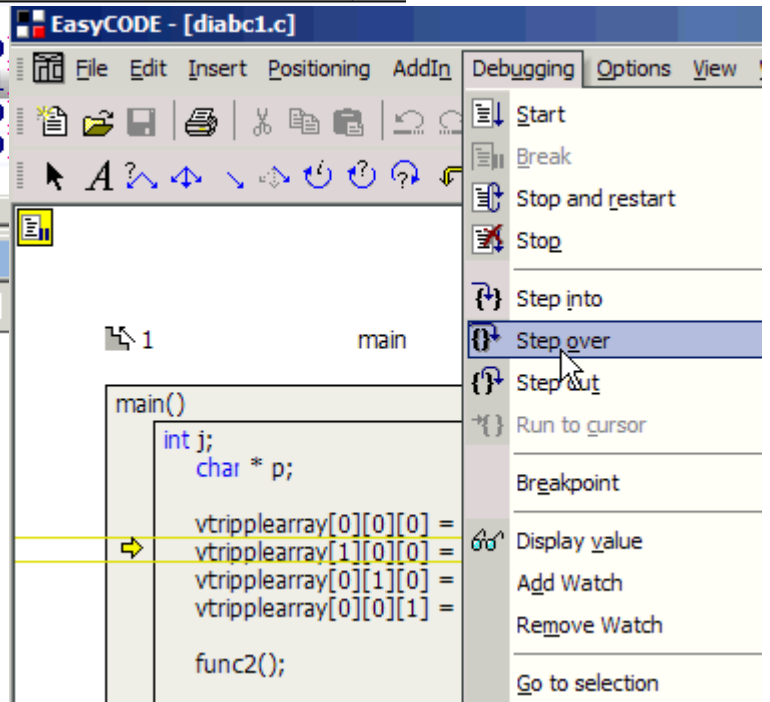 EasyCODE - [diabc1.c]
File Edit Insert Positioning AddIn Debugging Options View
Start
Break
Stop and restart
Stop
Step into
Step over
Step out
Run to cursor
Breakpoint
Display value
Add Watch
Remove Watch
Go to selection
1 main
main()
int j;
char * p;
vtripplearray[0][0][0] =
vtripplearray[1][0][0] =
vtripplearray[0][1][0] =
vtripplearray[0][0][1] =
func2();